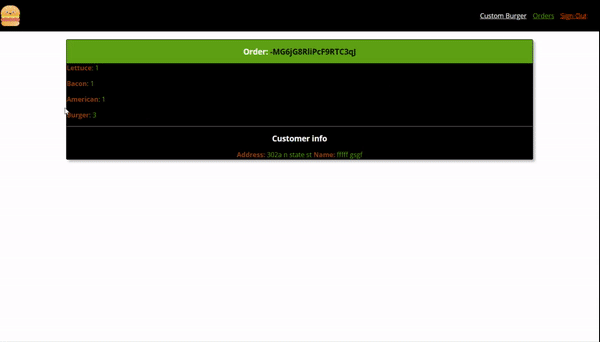 Custom Burger Orders Sign Out
Order: -MG6jG8RliPcF9RTC3qJ
Lettuce: 1
Bacon: 1
American: 1
Burger: 3
Customer info
Address: 302a n state st Name: fffff gsgf